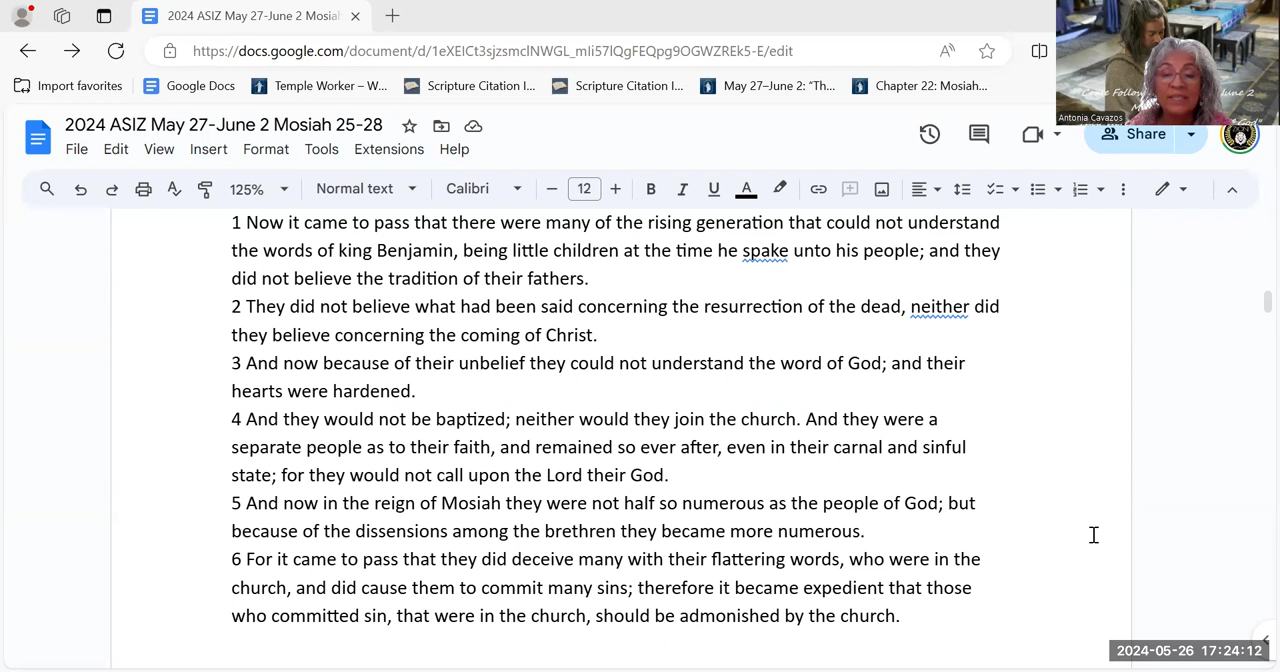 2024 ASIZ May 27-June 2 Mosiah
https://docs.google.com/document/d/1eXEICt3sjzsmclNWGL_mIi57lQgFEQpg9OGWZREk5-E/edit
Import favorites Google Docs Temple Worker – W... Scripture Citation I... Scripture Citation I... May 27–June 2: “Th... Chapter 22: Mosiah...
Antonia Cavazos
2024 ASIZ May 27-June 2 Mosiah 25-28
Share
File Edit View Insert Format Tools Extensions Help
125% Normal text Calibri 12 B I U A
1 Now it came to pass that there were many of the rising generation that could not understand
the words of king Benjamin, being little children at the time he spake unto his people; and they
did not believe the tradition of their fathers.
2 They did not believe what had been said concerning the resurrection of the dead, neither did
they believe concerning the coming of Christ.
3 And now because of their unbelief they could not understand the word of God; and their
hearts were hardened.
4 And they would not be baptized; neither would they join the church. And they were a
separate people as to their faith, and remained so ever after, even in their carnal and sinful
state; for they would not call upon the Lord their God.
5 And now in the reign of Mosiah they were not half so numerous as the people of God; but
because of the dissensions among the brethren they became more numerous.
6 For it came to pass that they did deceive many with their flattering words, who were in the
church, and did cause them to commit many sins; therefore it became expedient that those
who committed sin, that were in the church, should be admonished by the church.
2024-05-26 17:24:12